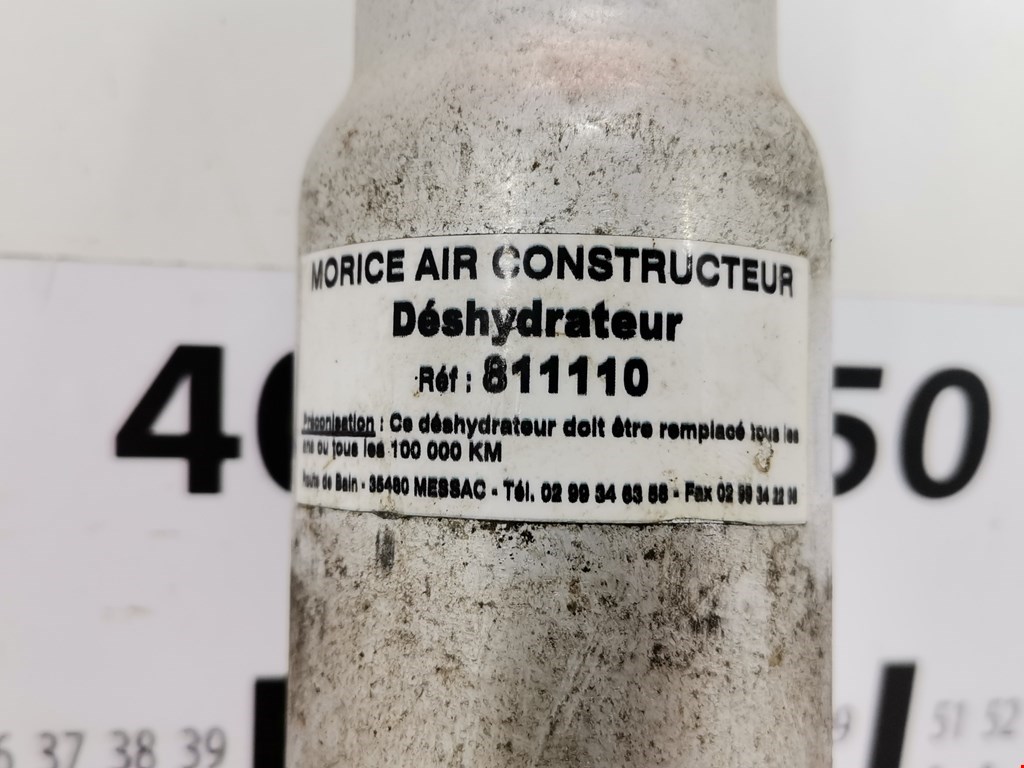 MORICE AIR CONSTRUCTEUR
Déshydrateur
Réf : 811110
Préconisation : Ce déshydrateur doit être remplacé tous les
ans ou tous les 100 000 KM
Route de Bain - 35480 MESSAC - Tél. 02 99 34 63 58 - Fax 02 99 34 22
4 50
37 38 39 51 52